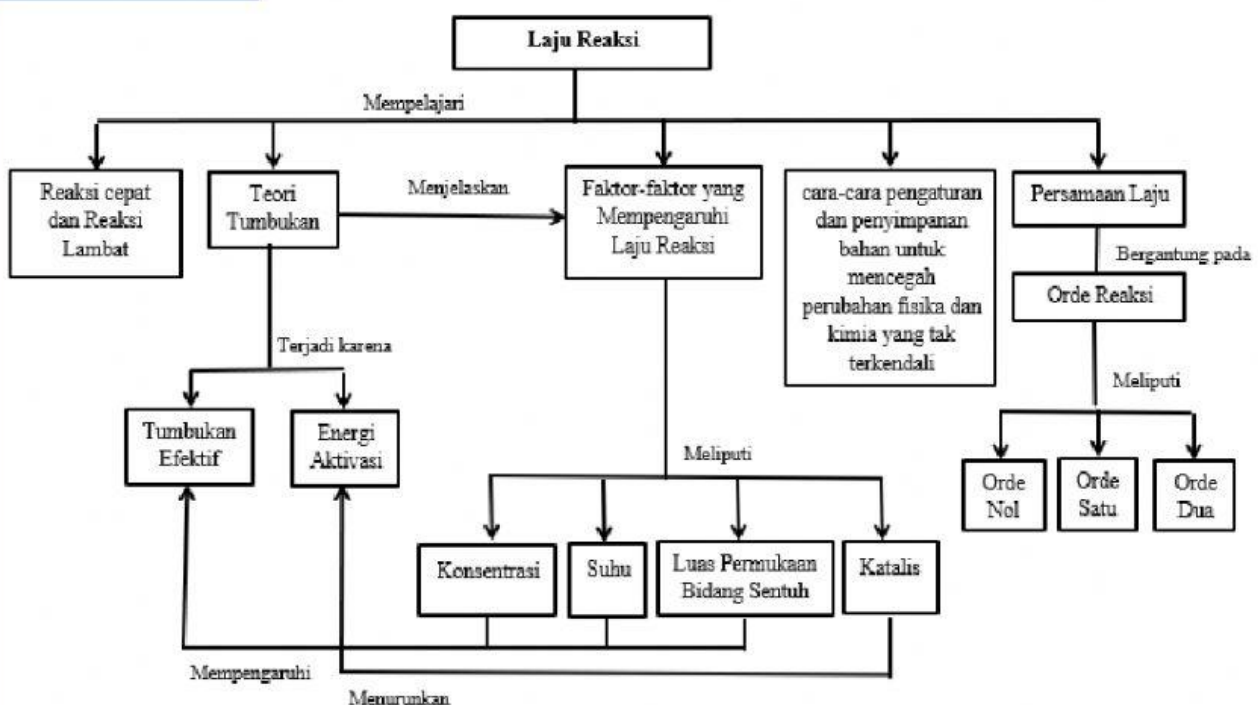 Laju Reaksi
Mempelajari
Reaksi cepat
dan Reaksi
Lambat
Teori
Tumbukan
Menjelaskan
Faktor-faktor yang
Mempengaruhi
Laju Reaksi
cara-cara pengaturan
dan penyimpanan
bahan untuk
mencegah
perubahan fisika dan
kimia yang tak
terkendali
Persamaan Laju
Bergantung pada
Orde Reaksi
Terjadi karena
Meliputi
Tumbukan
Efektif
Energi
Aktivasi
Meliputi
Orde
Nol
Orde
Satu
Orde
Dua
Konsentrasi
Suhu
Luas Permukaan
Bidang Sentuh
Katalis
Mempengaruhi
Menurunkan